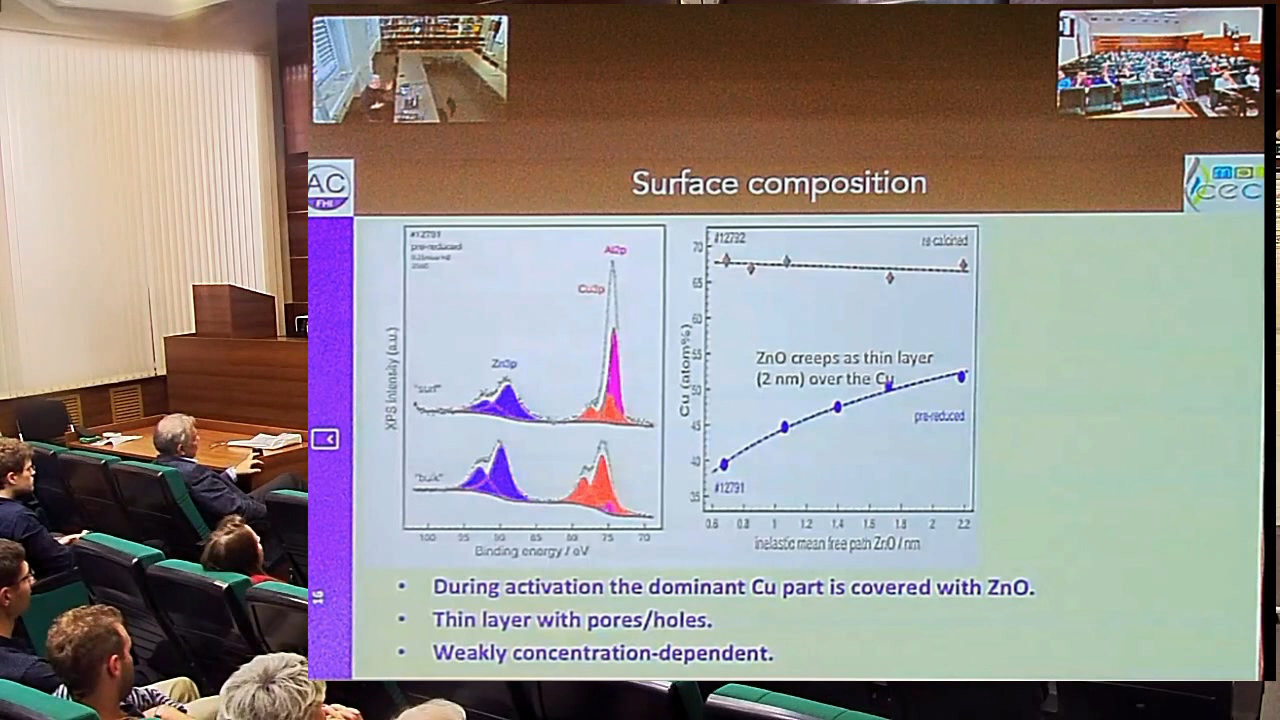 Surface composition
AC
FHI
cec
#12791
pre-reduced
Al2p
Cu3p
Zn3p
"surf"
"bulk"
XPS intensity (a.u.)
100 95 90 85 80 75 70
Binding energy / eV
#12792
re-calcined
70
65
60
55
50
45
40
35
Cu (atom%)
ZnO creeps as thin layer
(2 nm) over the Cu
pre-reduced
#12791
0.6 0.8 1 1.2 1.4 1.6 1.8 2 2.2
inelastic mean free path ZnO / nm
• During activation the dominant Cu part is covered with ZnO.
• Thin layer with pores/holes.
• Weakly concentration-dependent.
16